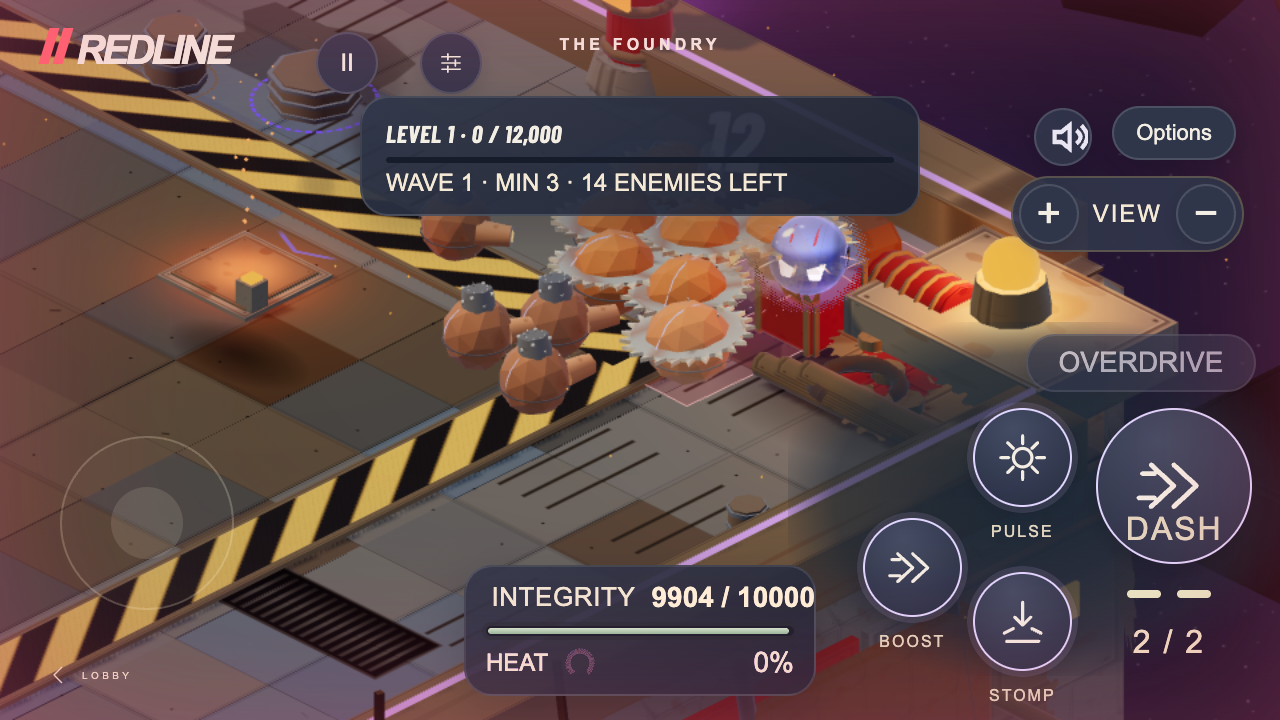 REDLINE
THE FOUNDRY
12
LEVEL 1 · 0 / 12,000
WAVE 1 · MIN 3 · 14 ENEMIES LEFT
Options
+ VIEW −
OVERDRIVE
PULSE
DASH
BOOST
2 / 2
STOMP
INTEGRITY 9904 / 10000
HEAT 0%
LOBBY